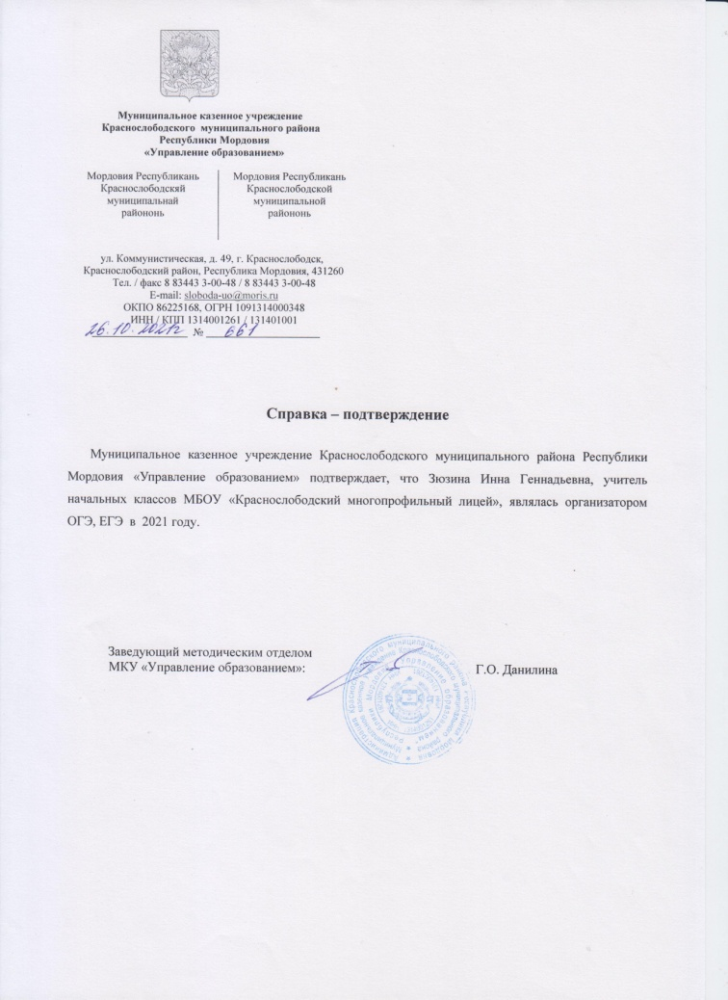 Муниципальное казенное учреждение
Краснослободского муниципального района
Республики Мордовия
«Управление образованием»
Мордовия Республикань
Краснослободскяй
муниципальнай
райононь
Мордовия Республикань
Краснослободской
муниципальной
райононь
ул. Коммунистическая, д. 49, г. Краснослободск,
Краснослободский район, Республика Мордовия, 431260
Тел. / факс 8 83443 3-00-48 / 8 83443 3-00-48
E-mail: sloboda-uo@moris.ru
ОКПО 86225168, ОГРН 1091314000348
ИНН / КПП 1314001261 / 131401001
26.10.2021г № 661
Справка – подтверждение
Муниципальное казенное учреждение Краснослободского муниципального района Республики
Мордовия «Управление образованием» подтверждает, что Зюзина Инна Геннадьевна, учитель
начальных классов МБОУ «Краснослободский многопрофильный лицей», являлась организатором
ОГЭ, ЕГЭ в 2021 году.
Заведующий методическим отделом
МКУ «Управление образованием»: Г.О. Данилина